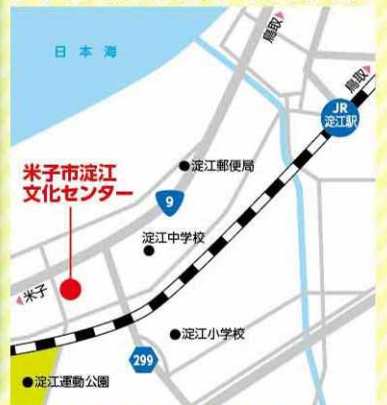 鳥取
日本海
鳥取
JR
淀江駅
淀江郵便局
米子市淀江
文化センター
9
淀江中学校
米子
淀江小学校
299
淀江運動公園